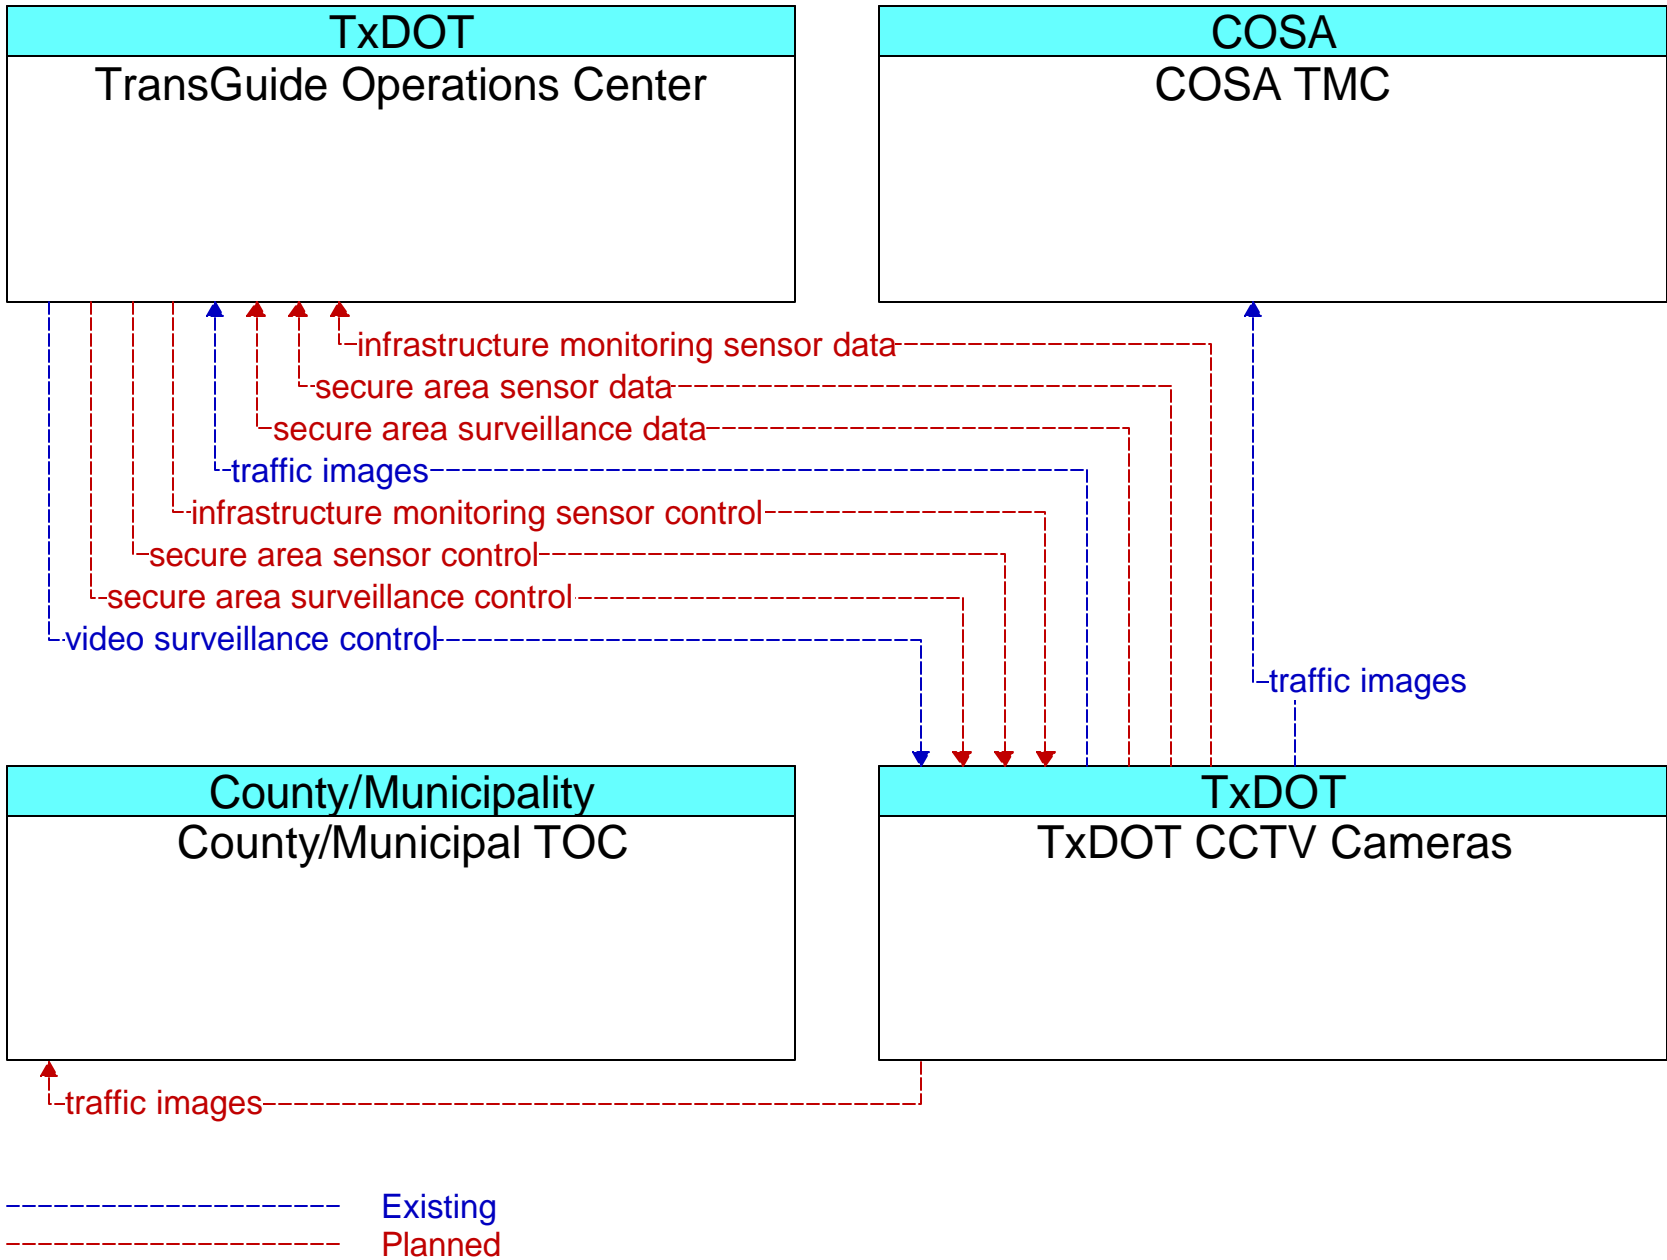 TxDOT
TransGuide Operations Center
COSA
COSA TMC
infrastructure monitoring sensor data
secure area sensor data
secure area surveillance data
traffic images
infrastructure monitoring sensor control
secure area sensor control
secure area surveillance control
video surveillance control
traffic images
County/Municipality
County/Municipal TOC
TxDOT
TxDOT CCTV Cameras
traffic images
Existing
Planned